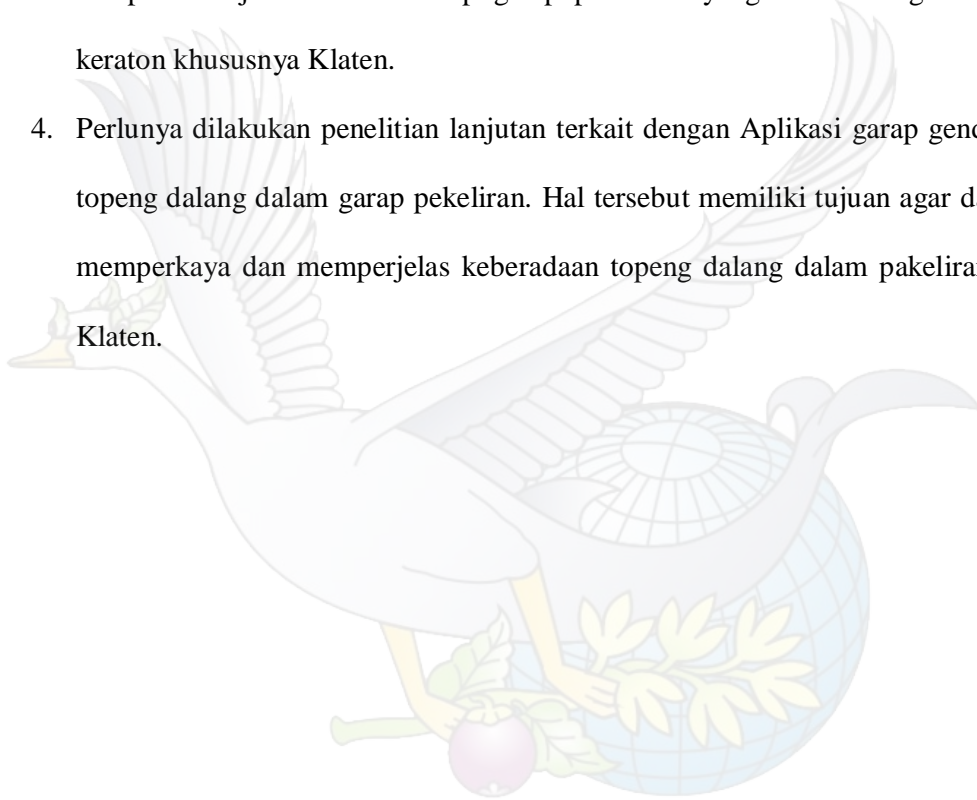 keraton khususnya Klaten.
4. Perlunya dilakukan penelitian lanjutan terkait dengan Aplikasi garap
topeng dalang dalam garap pekeliran. Hal tersebut memiliki tujuan agar
memperkaya dan memperjelas keberadaan topeng dalang dalam
Klaten.